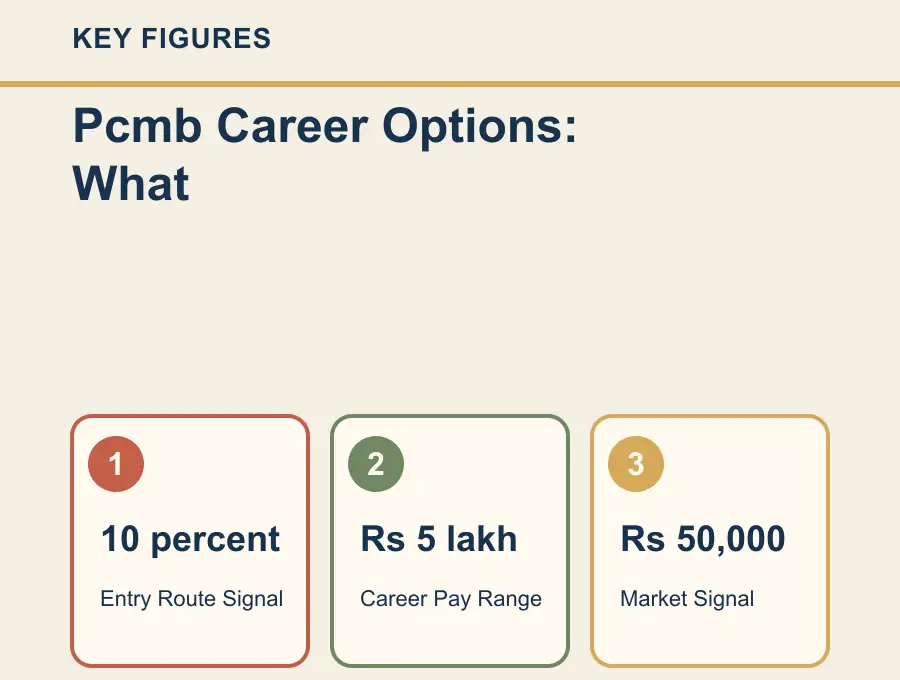 KEY FIGURES
Pcmb Career Options:
What
1
10 percent
Entry Route Signal
2
Rs 5 lakh
Career Pay Range
3
Rs 50,000
Market Signal